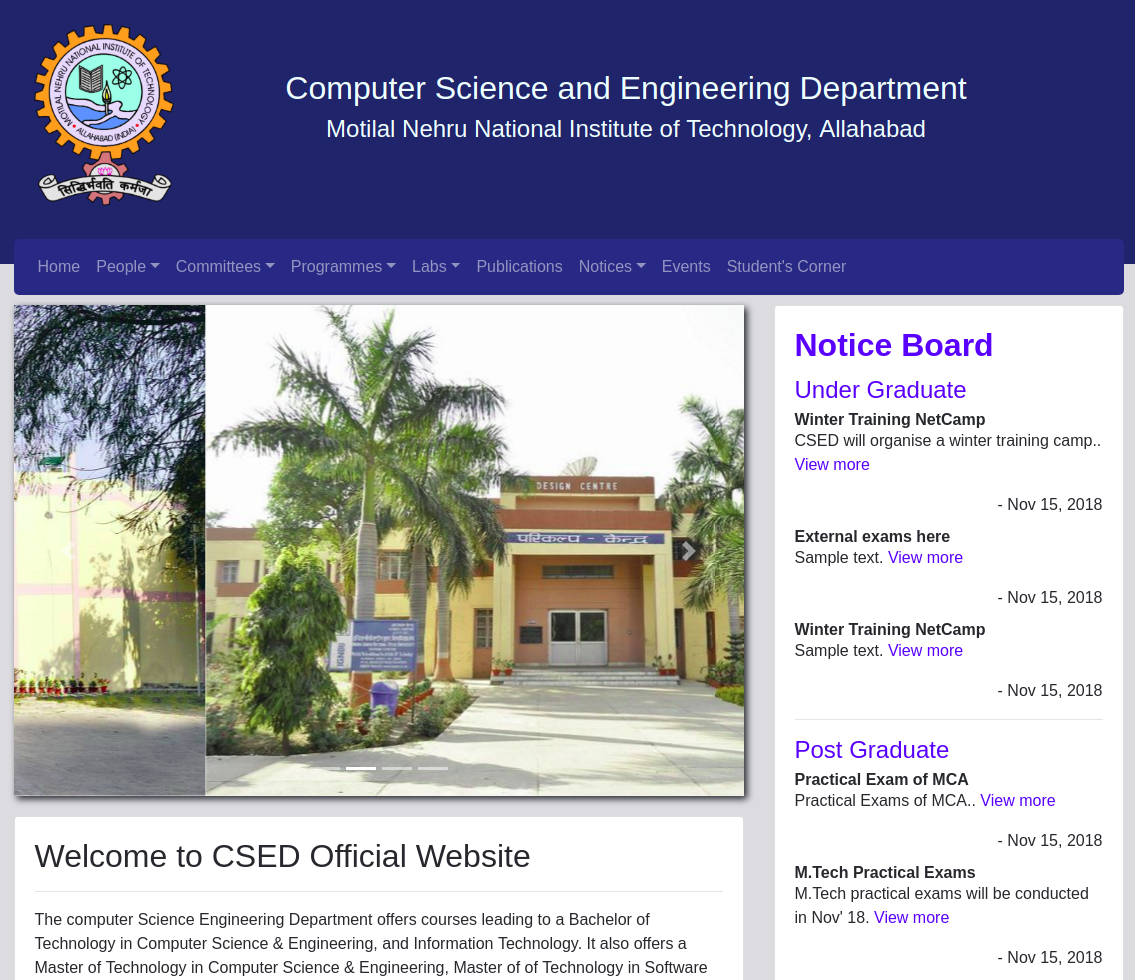 MOTILAL NEHRU NATIONAL INSTITUTE OF TECHNOLOGY
ALLAHABAD (INDIA)
सिद्धिर्भवति कर्मजा
Computer Science and Engineering Department
Motilal Nehru National Institute of Technology, Allahabad
Home People Committees Programmes Labs Publications Notices Events Student's Corner
DESIGN CENTRE
परिकल्प - केन्द्र
IGNOU
Welcome to CSED Official Website
The computer Science Engineering Department offers courses leading to a Bachelor of
Technology in Computer Science & Engineering, and Information Technology. It also offers a
Master of Technology in Computer Science & Engineering, Master of of Technology in Software
Notice Board
Under Graduate
Winter Training NetCamp
CSED will organise a winter training camp..
View more
- Nov 15, 2018
External exams here
Sample text. View more
- Nov 15, 2018
Winter Training NetCamp
Sample text. View more
- Nov 15, 2018
Post Graduate
Practical Exam of MCA
Practical Exams of MCA.. View more
- Nov 15, 2018
M.Tech Practical Exams
M.Tech practical exams will be conducted
in Nov' 18. View more
- Nov 15, 2018